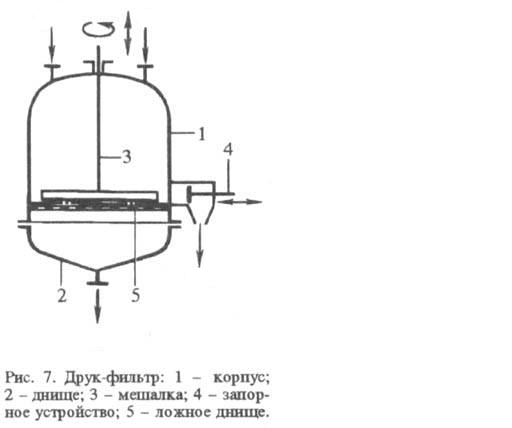 1
4
3
2
5
Рис. 7. Друк-фильтр: 1 – корпус;
2 – днище; 3 – мешалка; 4 – запор-
ное устройство; 5 – ложное днище.